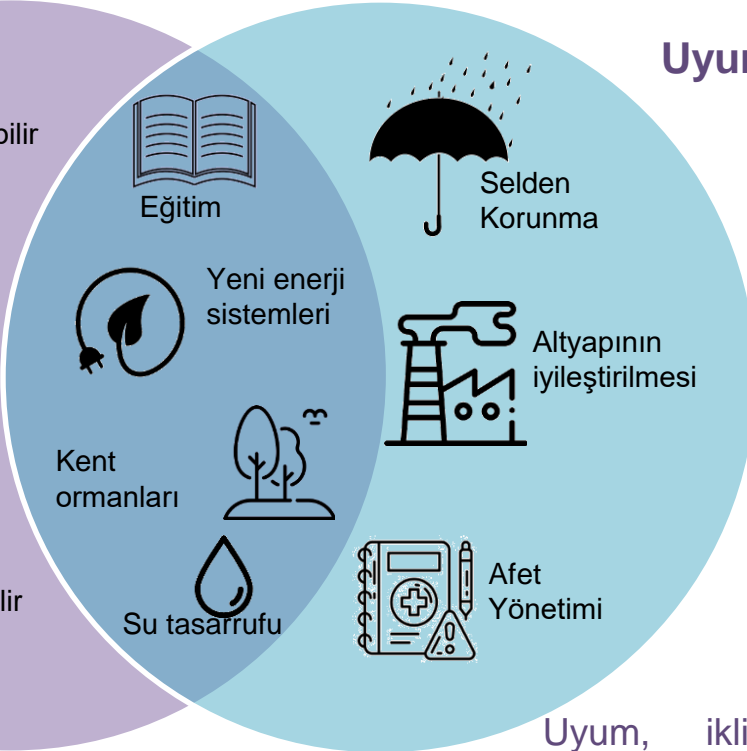 Uyum
bilir
Eğitim
Selden
Korunma
Yeni enerji
sistemleri
Altyapının
iyileştirilmesi
Kent
ormanları
lir
Afet
Yönetimi
Su tasarrufu
Uyum, ikli